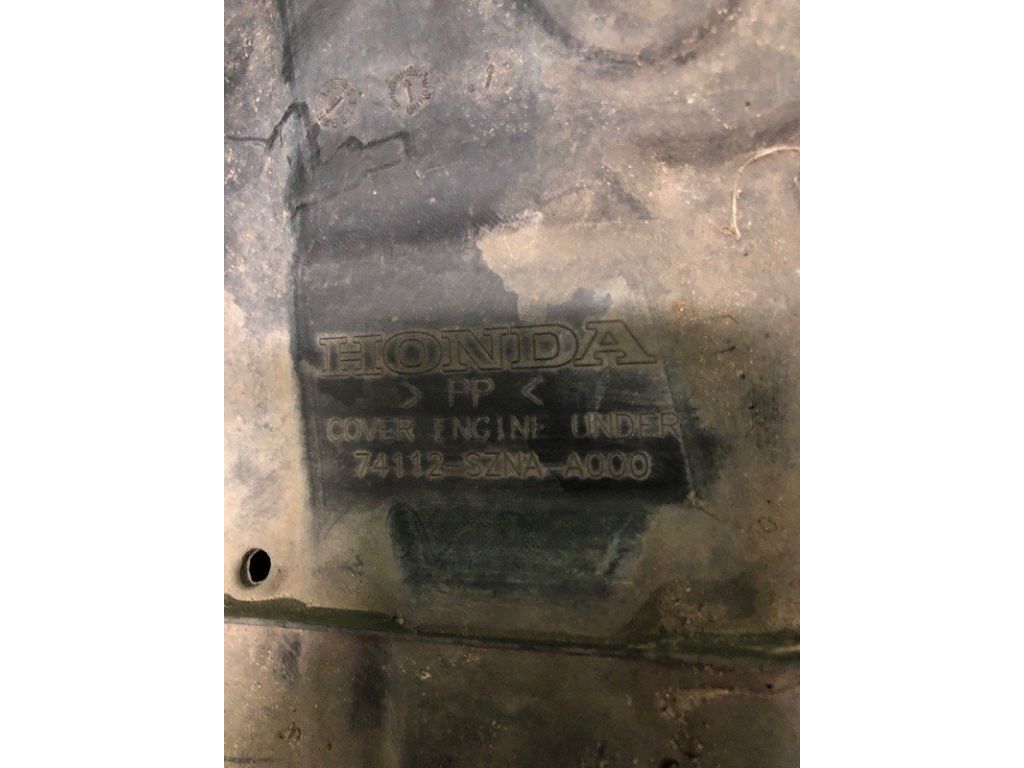 HONDA
> PP <
COVER ENGINE UNDER
74112-SZNA-A000